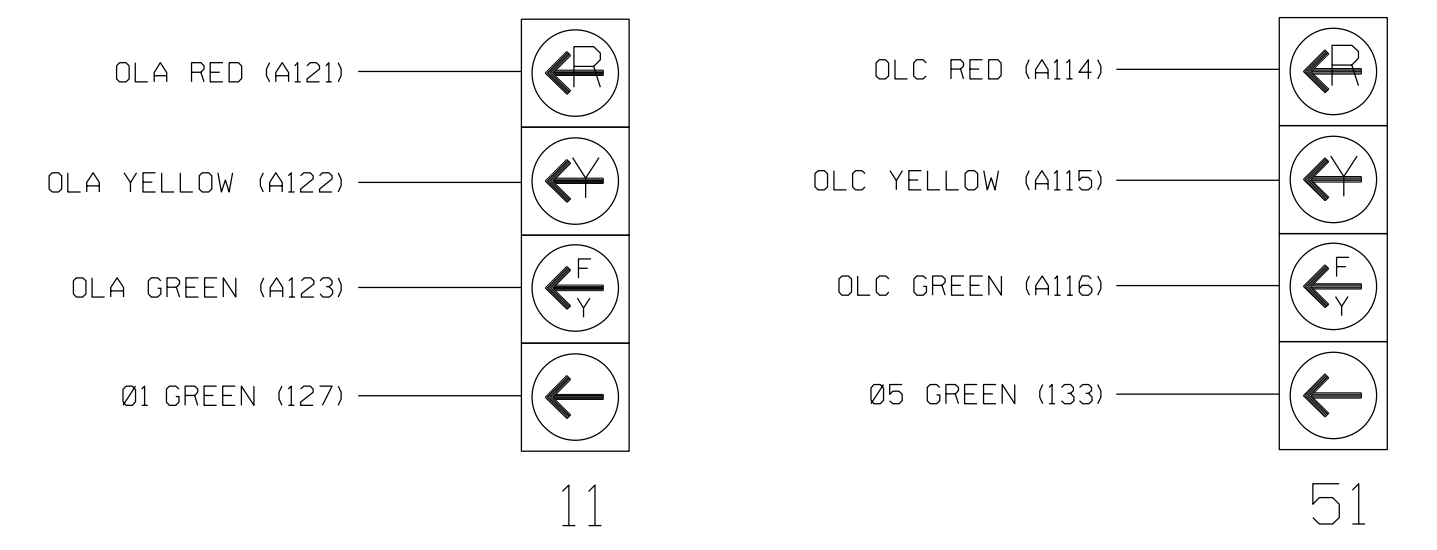 OLA RED (A121)
R
OLA YELLOW (A122)
Y
OLA GREEN (A123)
F
Y
Ø1 GREEN (127)
11
OLC RED (A114)
R
OLC YELLOW (A115)
Y
OLC GREEN (A116)
F
Y
Ø5 GREEN (133)
51